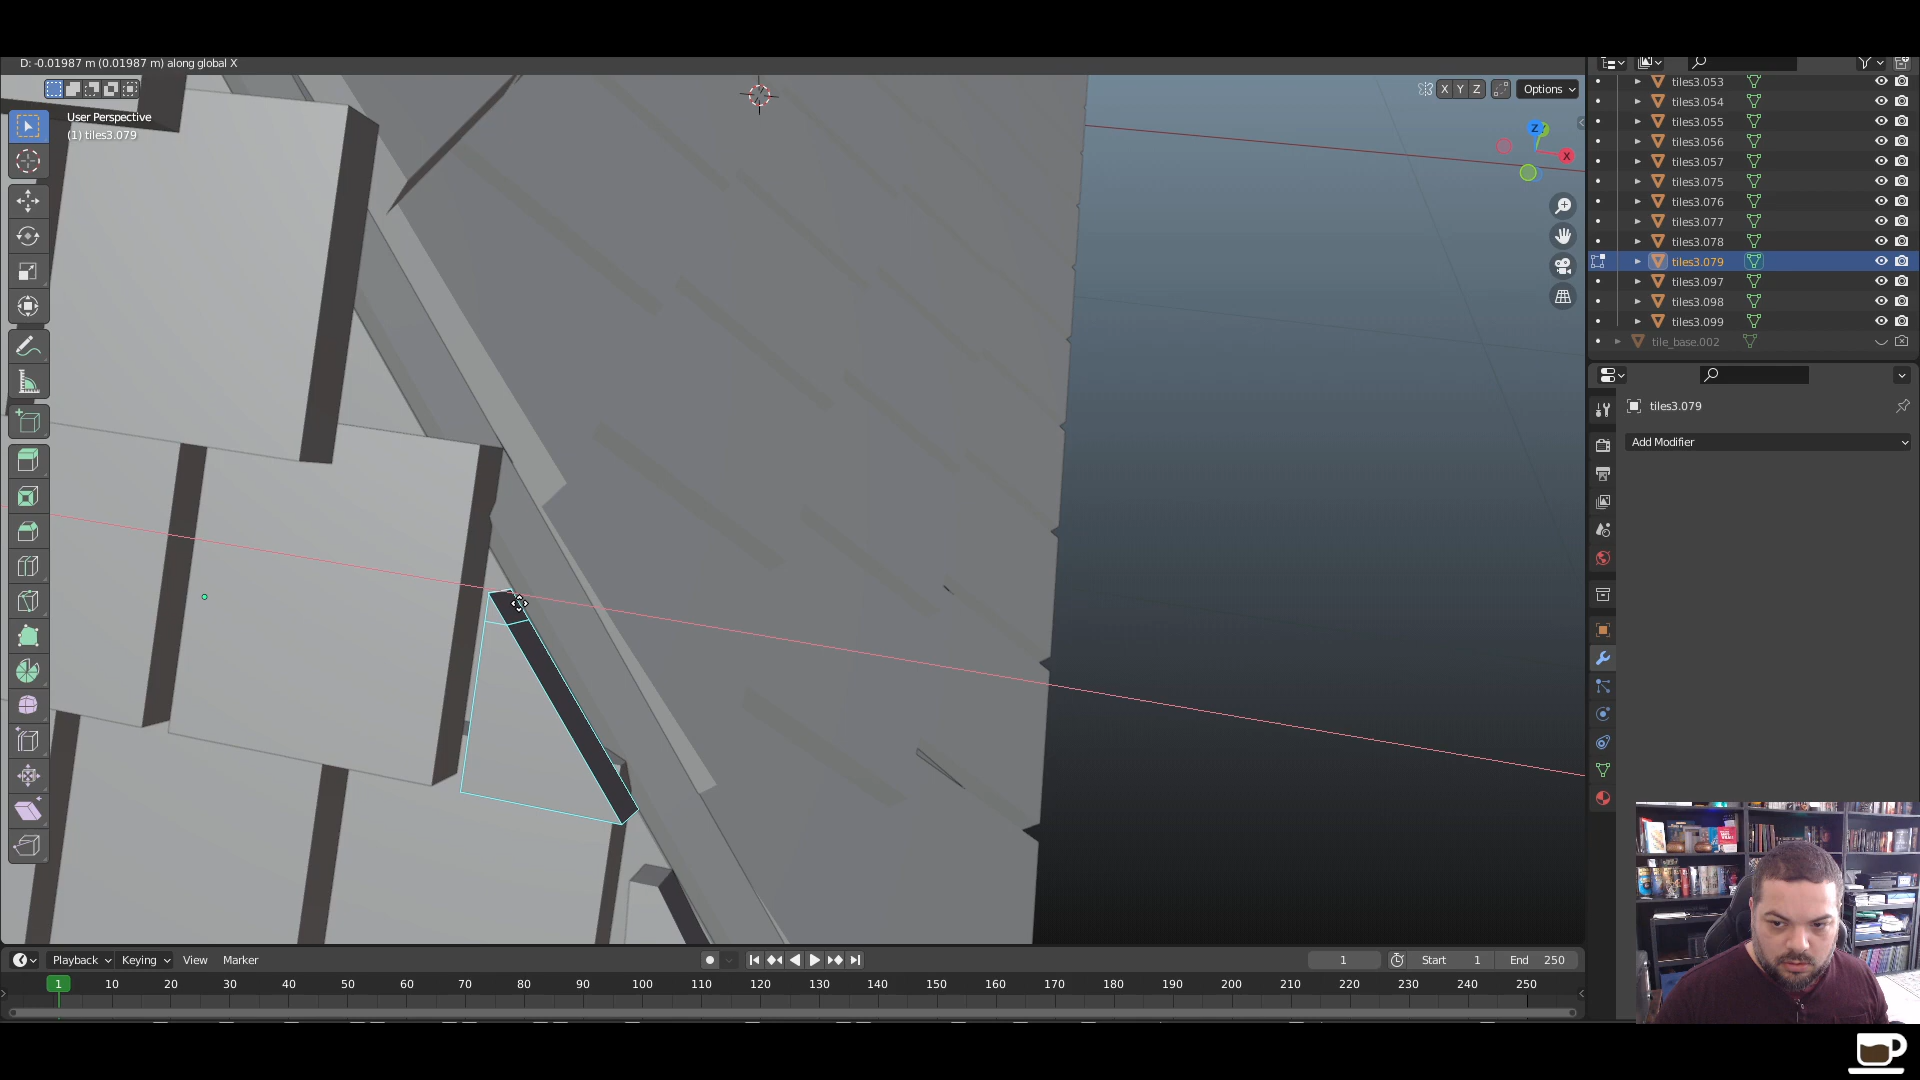 D: -0.01987 m (0.01987 m) along global X
User Perspective
(1) tiles3.079
X Y Z
Options
Z
X
tiles3.053
tiles3.054
tiles3.055
tiles3.056
tiles3.057
tiles3.075
tiles3.076
tiles3.077
tiles3.078
tiles3.079
tiles3.097
tiles3.098
tiles3.099
tile_base.002
tiles3.079
Add Modifier
Playback Keying View Marker
1 Start 1 End 250
1 10 20 30 40 50 60 70 80 90 100 110 120 130 140 150 160 170 180 190 200 210 220 230 240 250